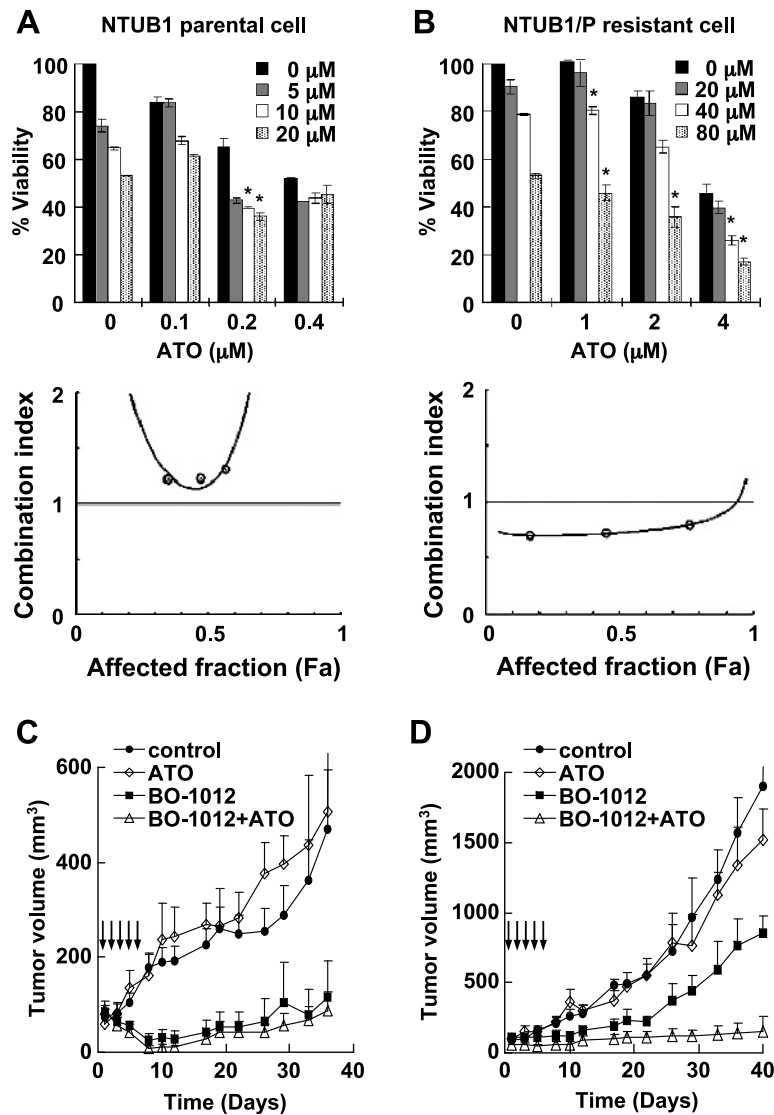 A
NTUB1 parental cell
100
80
60
40
20
0
% Viability
0 μM
5 μM
10 μM
20 μM
* *
0 0.1 0.2 0.4
ATO (μM)
2
1
0
Combination index
0.5 1
Affected fraction (Fa)
B
NTUB1/P resistant cell
100
80
60
40
20
0
% Viability
0 μM
20 μM
40 μM
80 μM
*
*
*
*
*
0 1 2 4
ATO (μM)
2
1
0
Combination index
0 0.5 1
Affected fraction (Fa)
C
control
ATO
BO-1012
BO-1012+ATO
600
400
200
0
Tumor volume (mm³)
0 10 20 30 40
Time (Days)
D
control
ATO
BO-1012
BO-1012+ATO
2000
1500
1000
500
0
Tumor volume (mm³)
0 10 20 30 40
Time (Days)